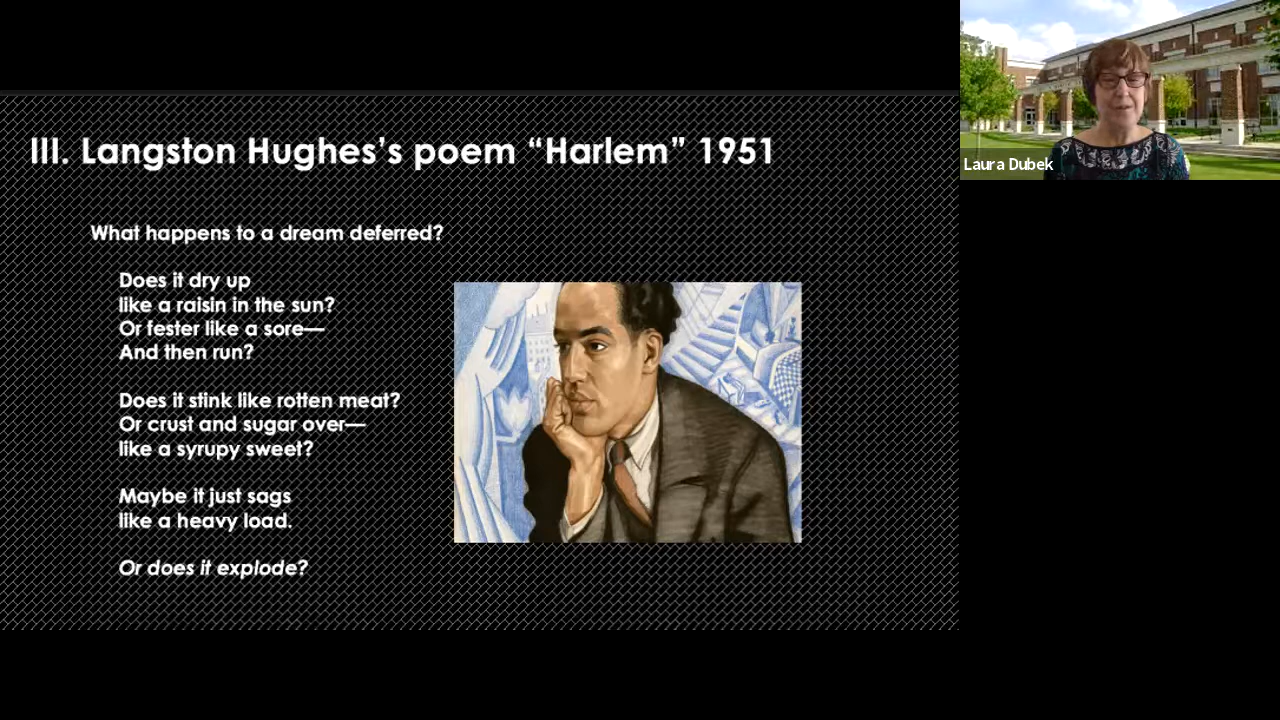 III. Langston Hughes’s poem “Harlem” 1951
What happens to a dream deferred?
Does it dry up
like a raisin in the sun?
Or fester like a sore—
And then run?
Does it stink like rotten meat?
Or crust and sugar over—
like a syrupy sweet?
Maybe it just sags
like a heavy load.
Or does it explode?
Laura Dubek